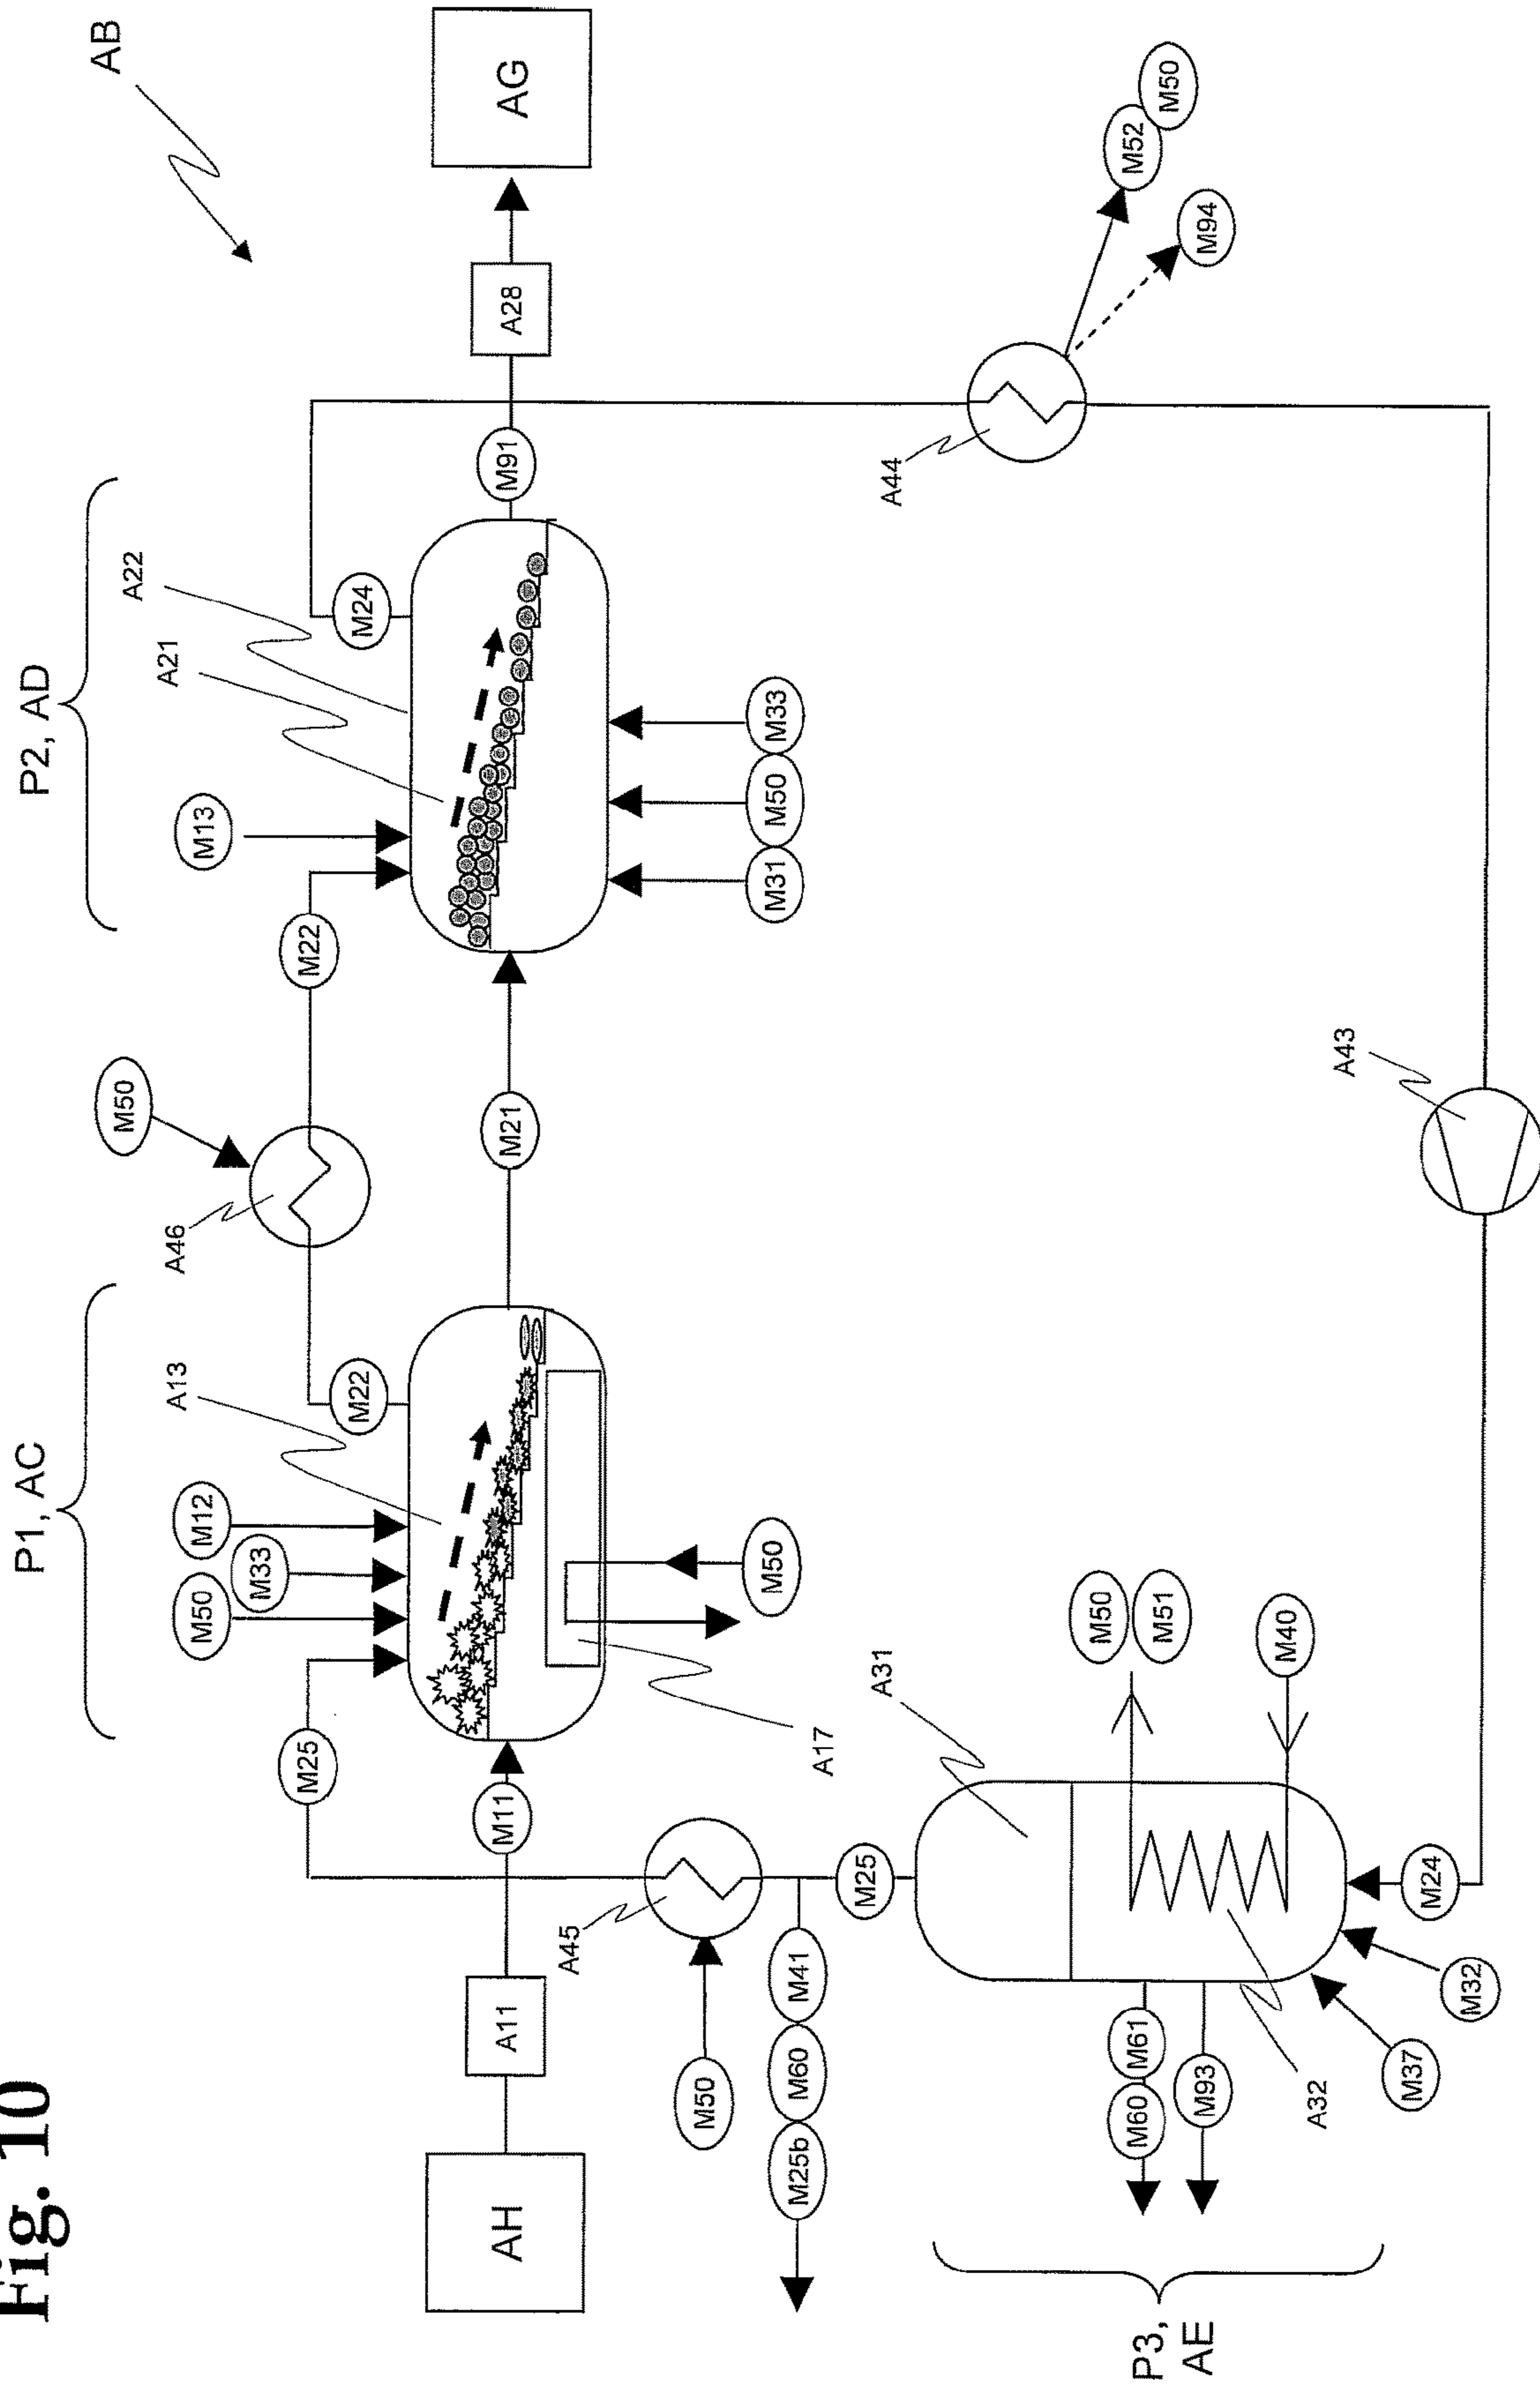 Fig. 10
AB
P1, AC
P2, AD
P3,
AE
AH
A11
M11
M25
M50
M33
M12
A13
M22
A46
M50
M22
M13
A21
A22
M24
M91
A28
AG
M21
M31
M50
M33
A17
M50
A45
M50
M25
M41
M60
M25b
A31
M50
M51
M40
M61
M60
M93
A32
M37
M32
M24
A43
A44
M52
M50
M94